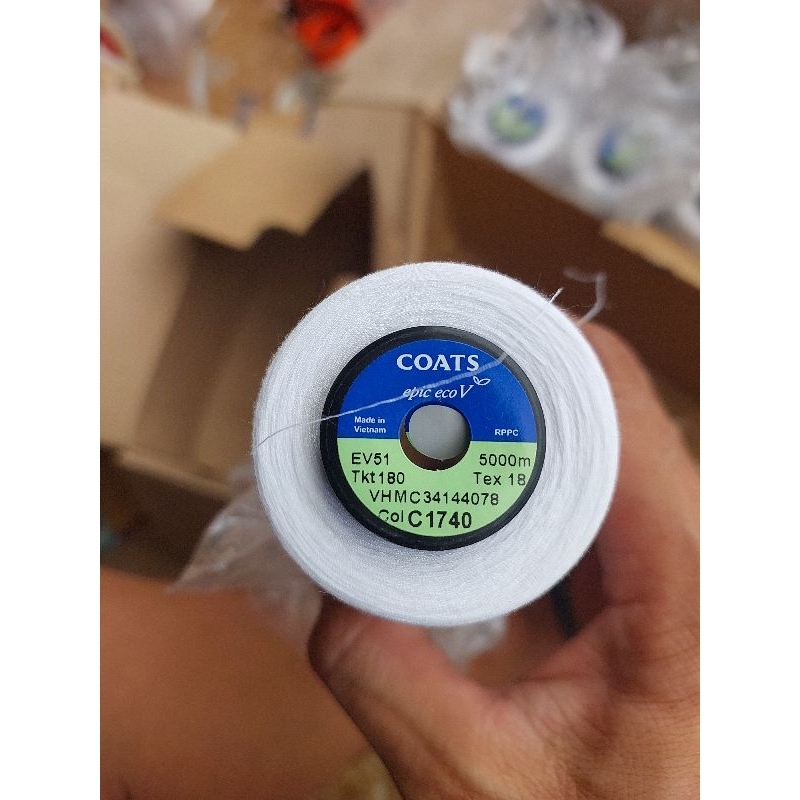 COATS
epic eco V
Made in
Vietnam
RPPC
EV51 5000m
Tkt180 Tex 18
VHMC34144078
Col C1740